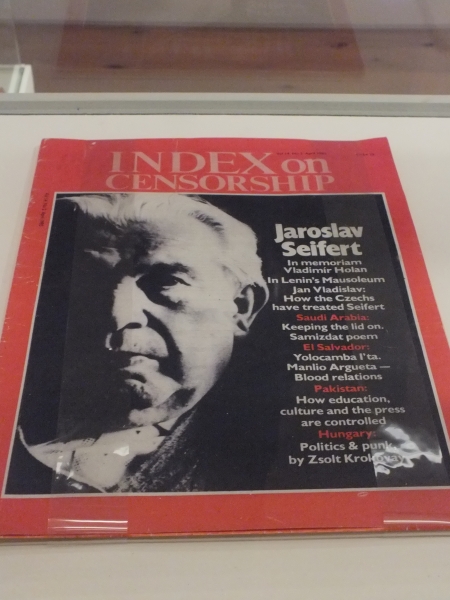 INDEX on
CENSORSHIP
Jaroslav
Seifert
In memoriam
Vladimir Holan
In Lenin's Mausoleum
Jan Vladislav:
How the Czechs
have treated Seifert
Saudi Arabia:
Keeping the lid on.
Samizdat poem
El Salvador:
Yolocamba I'ta.
Manlio Argueta —
Blood relations
Pakistan:
How education,
culture and the press
are controlled
Hungary:
Politics & punk
by Zsolt